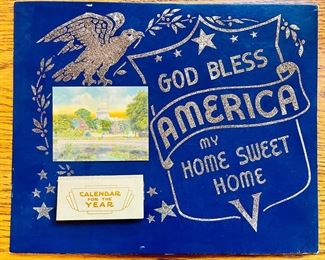 GOD BLESS
AMERICA
MY
HOME SWEET
HOME
V
CALENDAR
FOR THE
YEAR